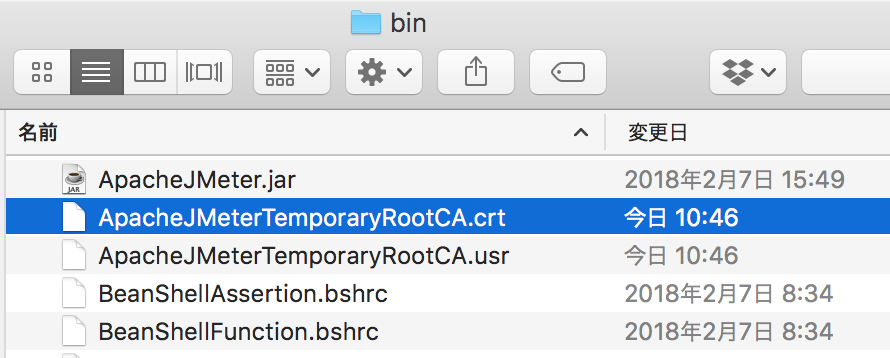 bin
名前 変更日
JAR ApacheJMeter.jar 2018年2月7日 15:49
ApacheJMeterTemporaryRootCA.crt 今日 10:46
ApacheJMeterTemporaryRootCA.usr 今日 10:46
BeanShellAssertion.bshrc 2018年2月7日 8:34
BeanShellFunction.bshrc 2018年2月7日 8:34